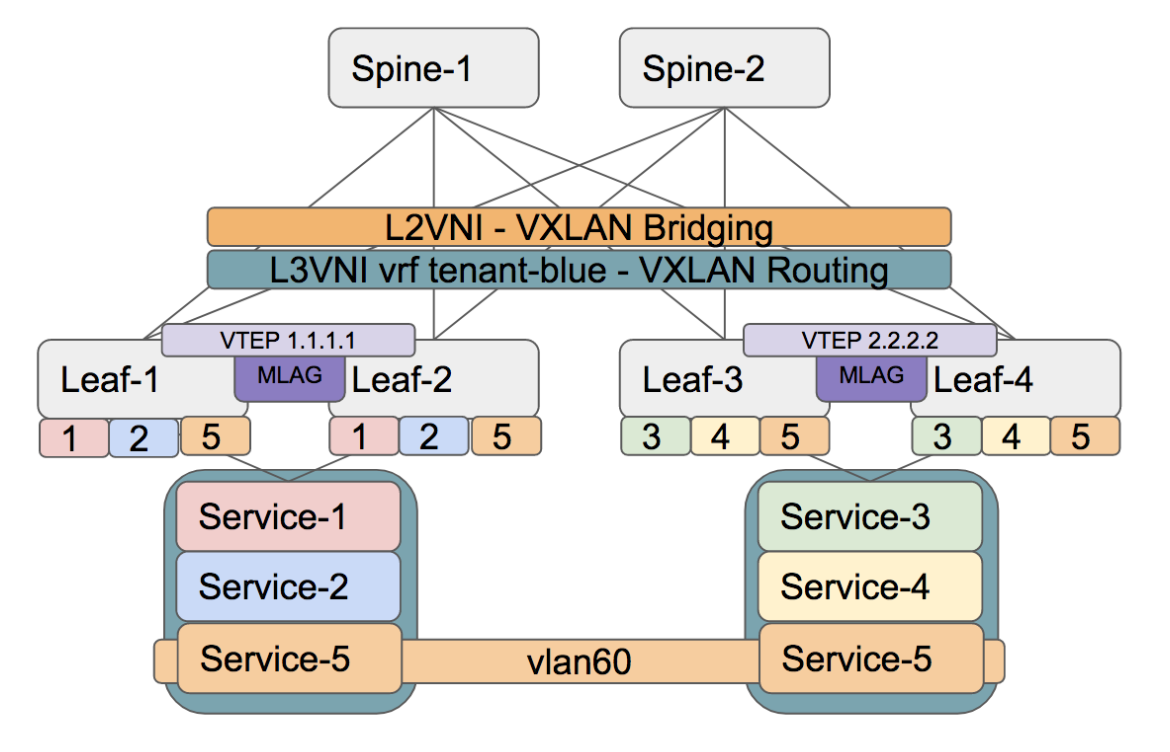 Spine-1
Spine-2
L2VNI - VXLAN Bridging
L3VNI vrf tenant-blue - VXLAN Routing
VTEP 1.1.1.1
VTEP 2.2.2.2
Leaf-1
MLAG
Leaf-2
Leaf-3
MLAG
Leaf-4
1 2 5
1 2 5
3 4 5
3 4 5
Service-1
Service-3
Service-2
Service-4
Service-5
vlan60
Service-5